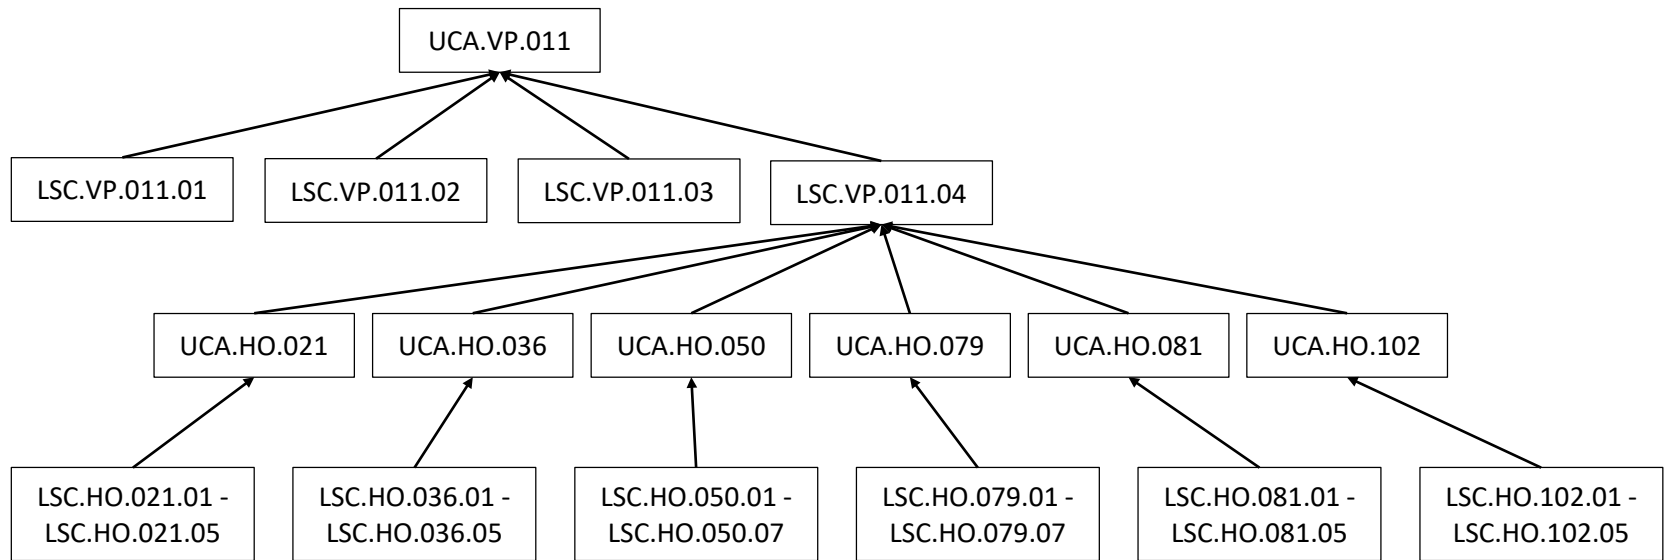 UCA.VP.011
LSC.VP.011.01
LSC.VP.011.02
LSC.VP.011.03
LSC.VP.011.04
UCA.HO.021
UCA.HO.036
UCA.HO.050
UCA.HO.079
UCA.HO.081
UCA.HO.102
LSC.HO.021.01 -
LSC.HO.021.05
LSC.HO.036.01 -
LSC.HO.036.05
LSC.HO.050.01 -
LSC.HO.050.07
LSC.HO.079.01 -
LSC.HO.079.07
LSC.HO.081.01 -
LSC.HO.081.05
LSC.HO.102.01 -
LSC.HO.102.05